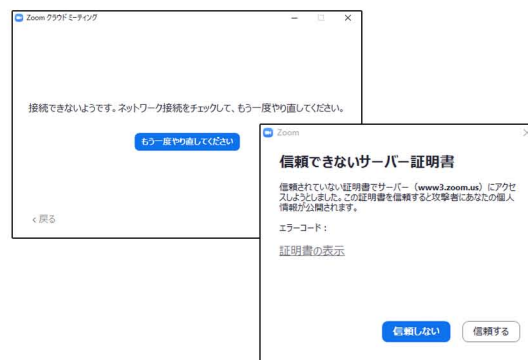 Zoom クラウド ミーティング
接続できないようです。ネットワーク接続をチェックして、もう一度やり直してください。
もう一度やり直してください
< 戻る
Zoom
信頼できないサーバー証明書
信頼されていない証明書でサーバー（www3.zoom.us）にアクセ
スしようとしました。この証明書を信頼すると攻撃者にあなたの個人
情報が公開されます。
エラーコード：
証明書の表示
信頼しない
信頼する